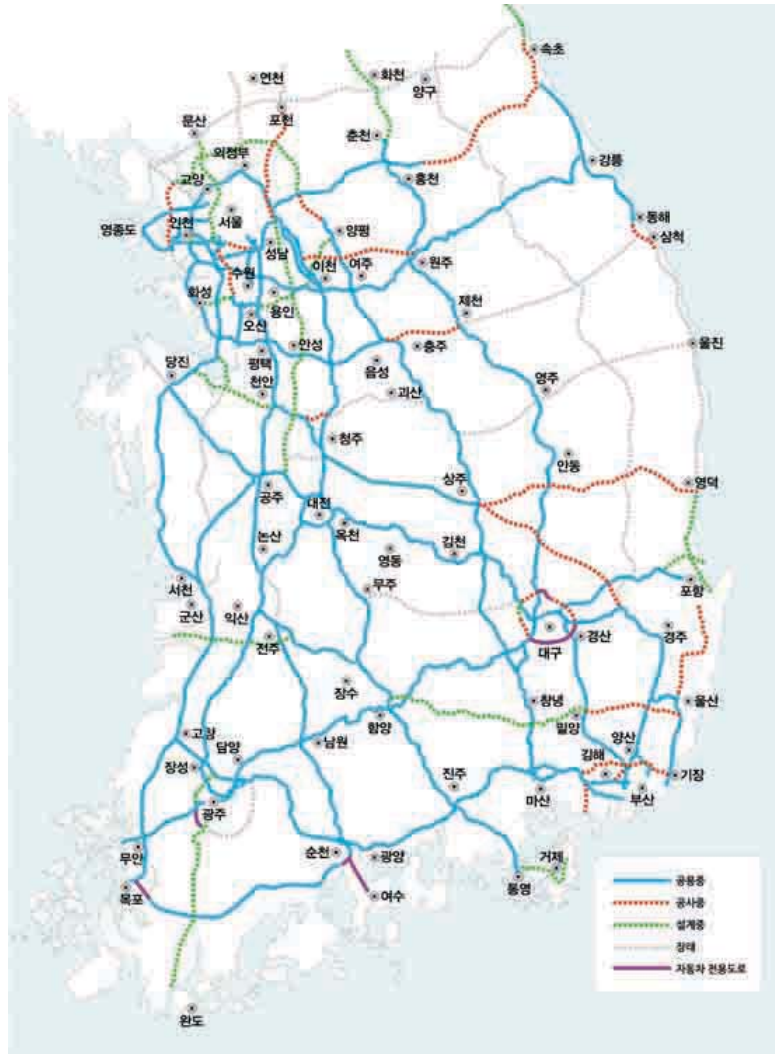 속초
연천
화천
양구
포천
문산
춘천
의정부
강릉
고양
홍천
서울
동해
영종도
인천
양평
삼척
성남
이천
여주
원주
수원
화성
용인
제천
오산
안성
충주
울진
평택
음성
당진
천안
괴산
영주
청주
안동
상주
영덕
공주
대전
옥천
논산
영동
김천
무주
서천
포항
군산
익산
전주
대구
경산
경주
장수
창녕
울산
함양
밀양
고창
담양
남원
양산
장성
김해
진주
기장
광주
마산
부산
무안
순천
광양
거제
목포
여수
통영
완도
공용중
공사중
설계중
장래
자동차 전용도로